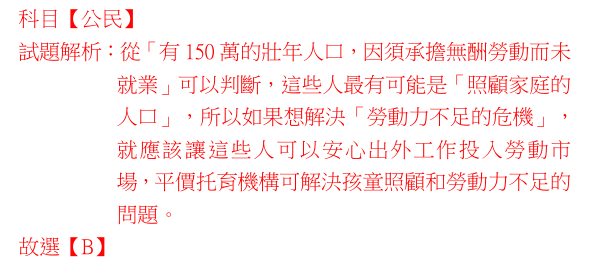 科目【公民】
試題解析：從「有 150 萬的壯年人口，因須承擔無酬勞動而未
就業」可以判斷，這些人最有可能是「照顧家庭的
人口」，所以如果想解決「勞動力不足的危機」，
就應該讓這些人可以安心出外工作投入勞動市
場，平價托育機構可解決孩童照顧和勞動力不足的
問題。
故選【B】